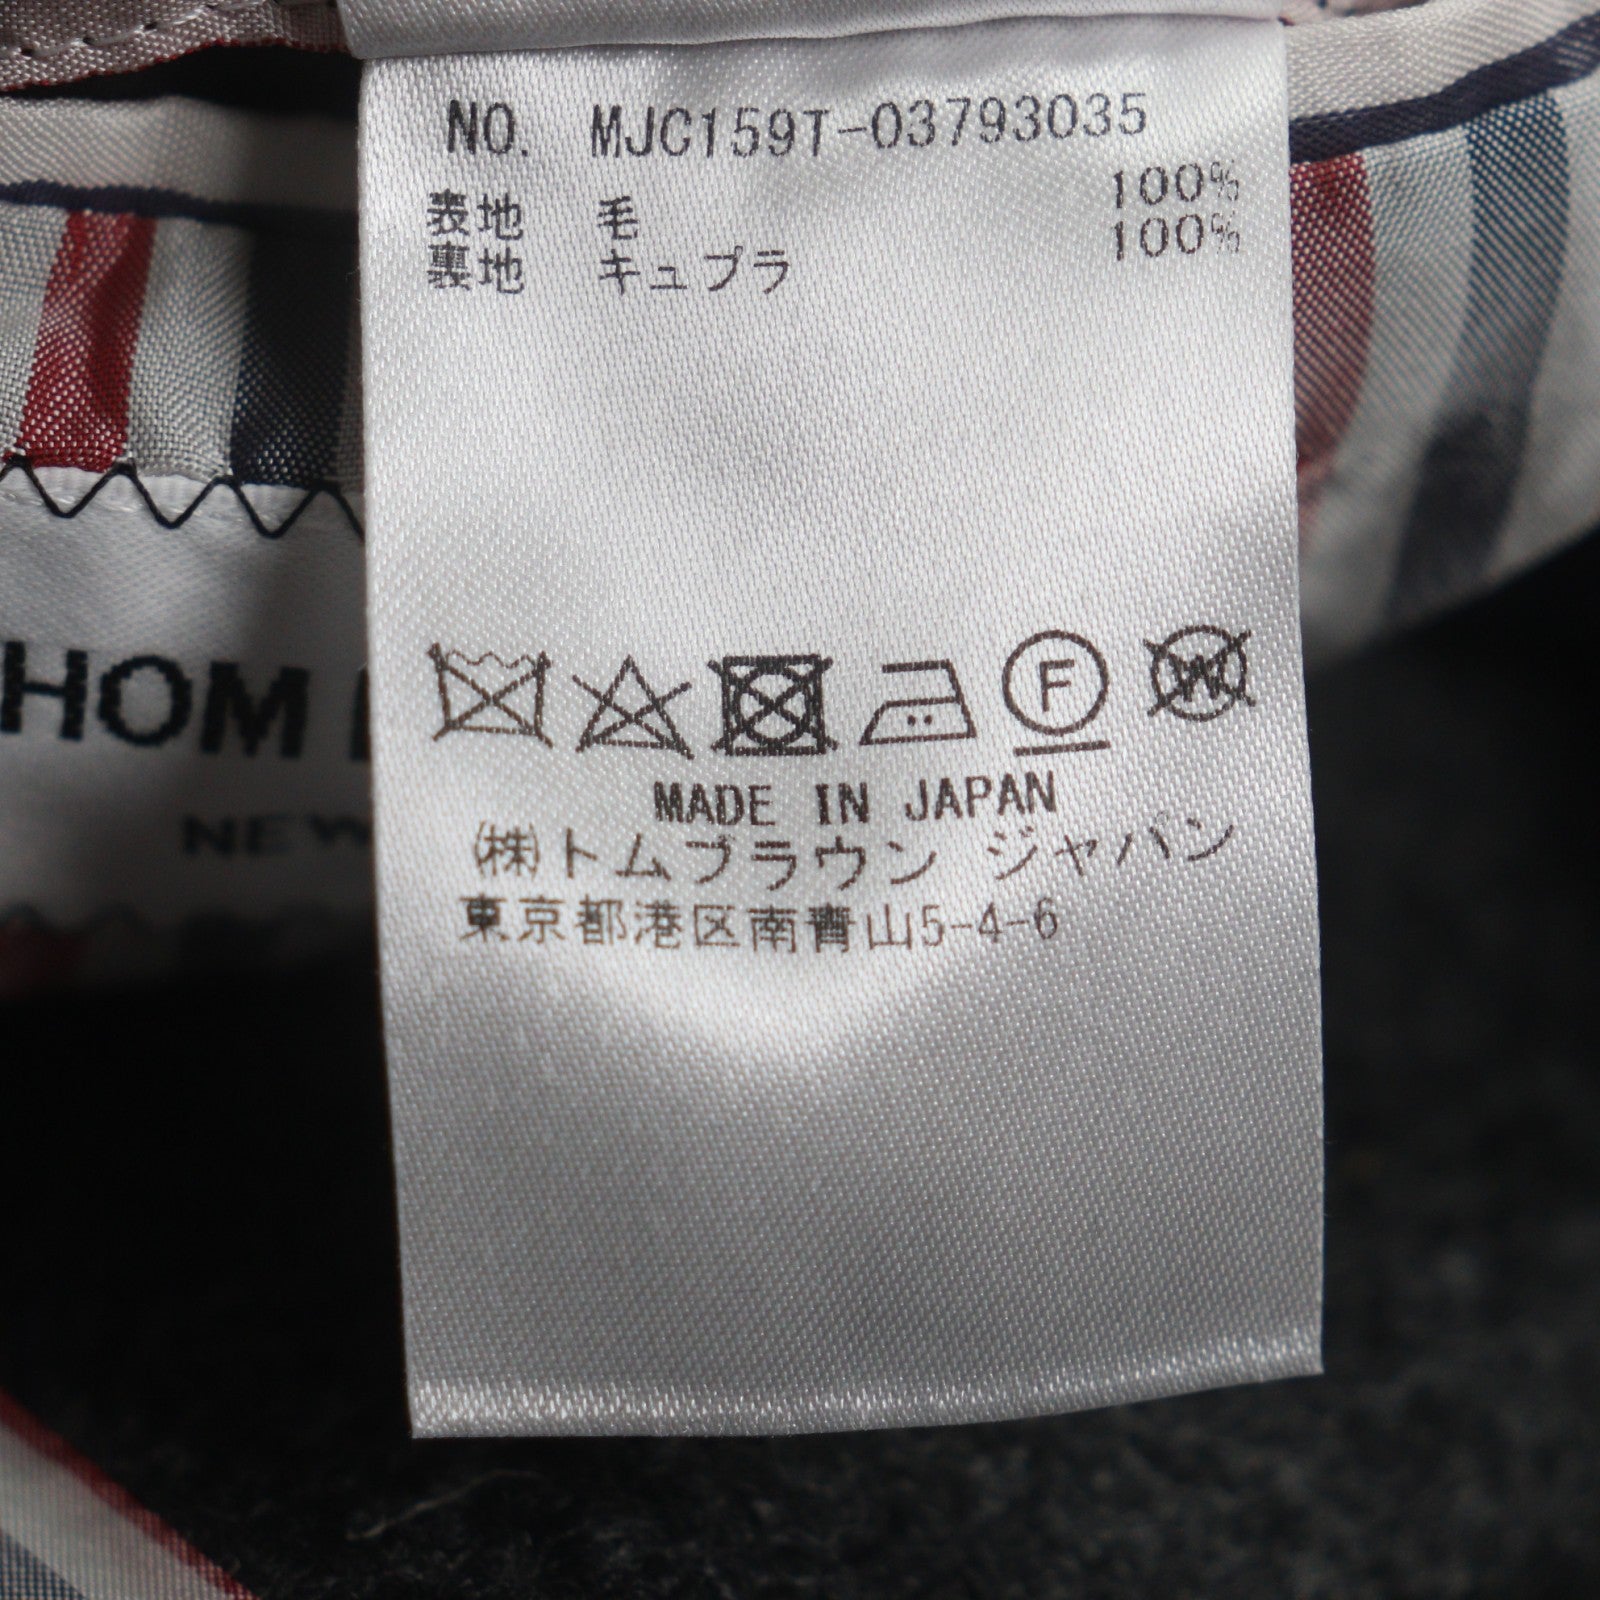 NO. MJC159T-03793035
表地 毛 100%
裏地 キュプラ 100%
F
W
MADE IN JAPAN
(株)トムブラウン ジャパン
東京都港区南青山5-4-6
HOM
NEW